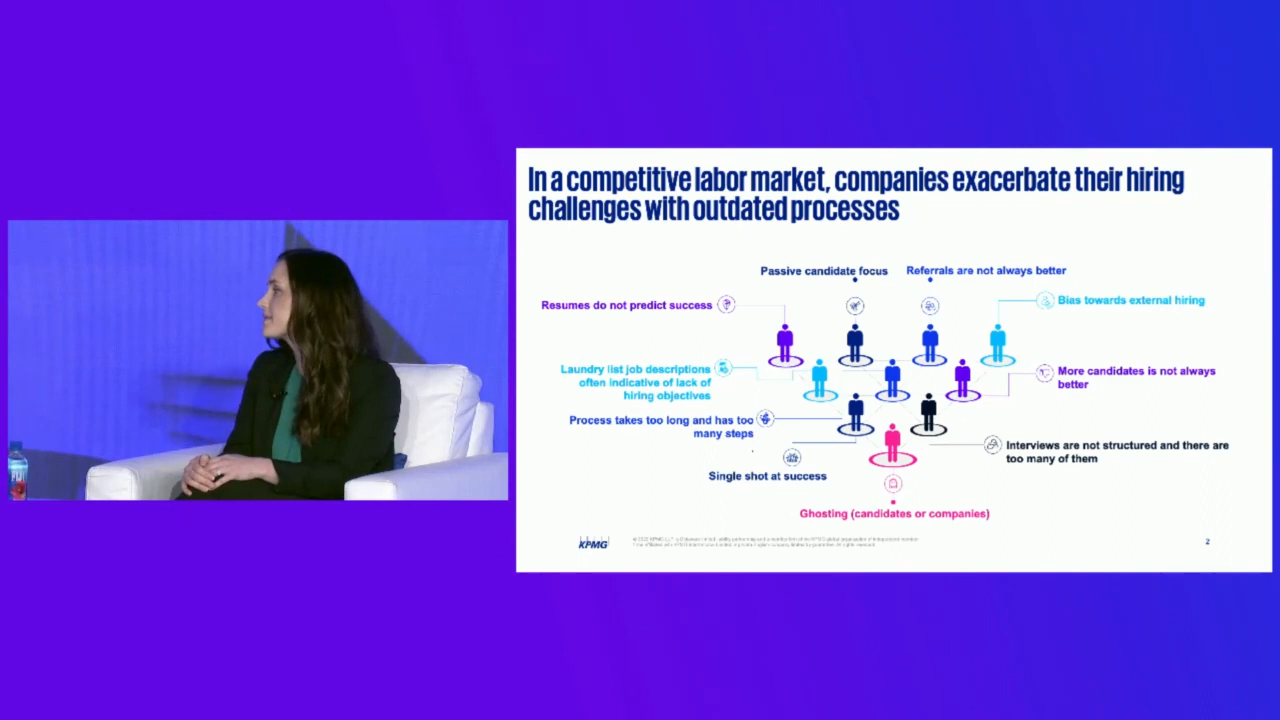 In a competitive labor market, companies exacerbate their hiring
challenges with outdated processes
Passive candidate focus
Referrals are not always better
Resumes do not predict success
Bias towards external hiring
Laundry list job descriptions
often indicative of lack of
hiring objectives
More candidates is not always
better
Process takes too long and has too
many steps
Interviews are not structured and there are
too many of them
Single shot at success
Ghosting (candidates or companies)
KPMG
2